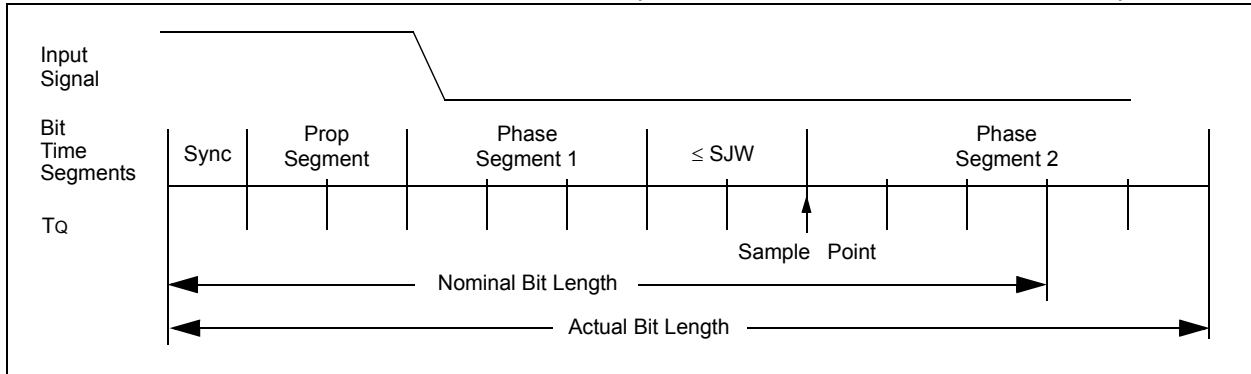 Input
Signal
Bit
Time
Segments
Sync
Prop
Segment
Phase
Segment 1
≤ SJW
Phase
Segment 2
TQ
Sample Point
Nominal Bit Length
Actual Bit Length